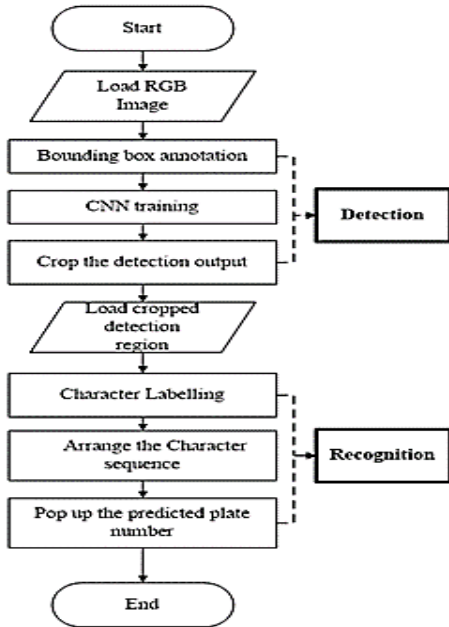 Start
Load RGB
Image
Bounding box annotation
CNN training
Detection
Crop the detection output
Load cropped
detection
region
Character Labelling
Arrange the Character
sequence
Recognition
Pop up the predicted plate
number
End